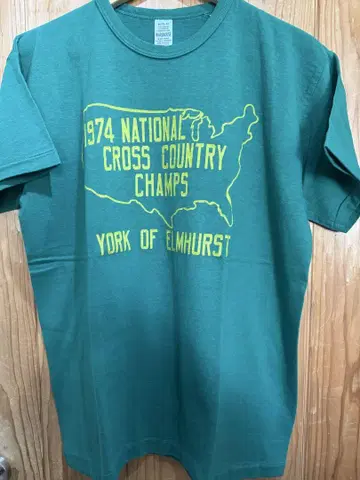 1974 NATIONAL
CROSS COUNTRY
CHAMPS
YORK OF ELMHURST